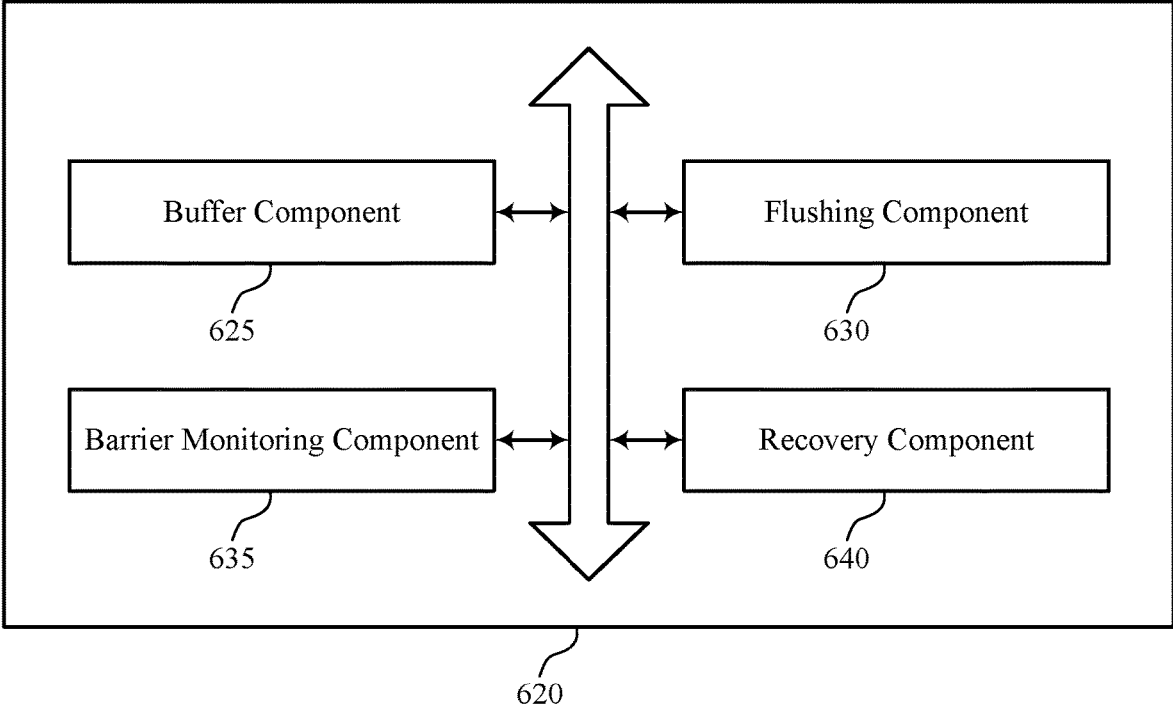 Buffer Component
Flushing Component
625
630
Barrier Monitoring Component
Recovery Component
635
640
620